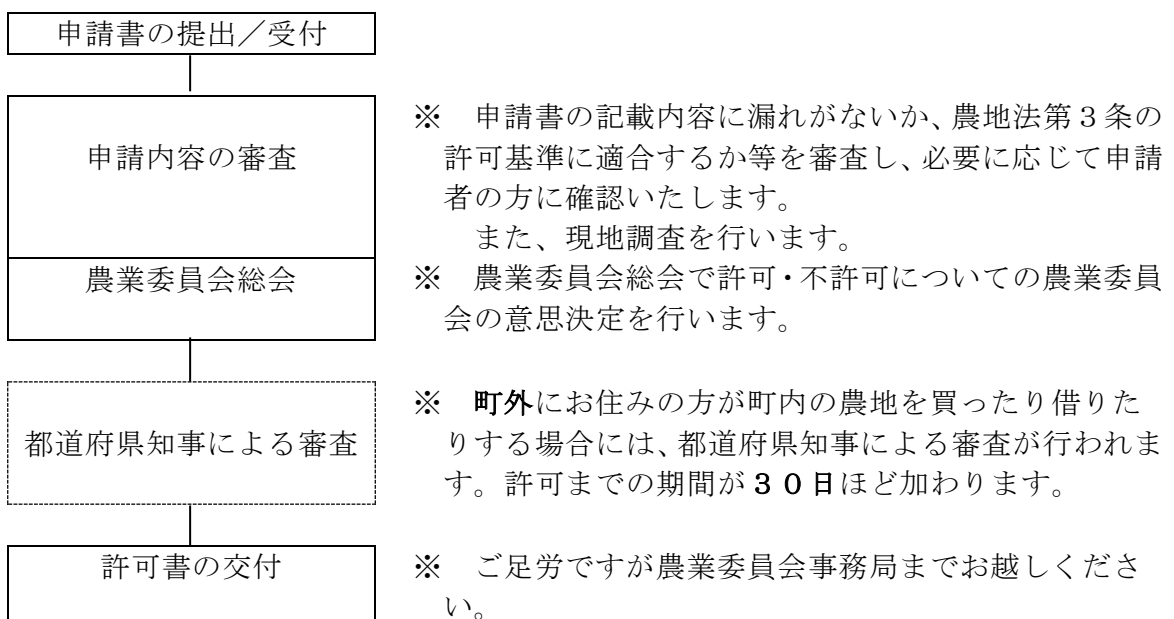 申請書の提出／受付
申請内容の審査
※　申請書の記載内容に漏れがないか、農地法第３条の
許可基準に適合するか等を審査し、必要に応じて申請
者の方に確認いたします。
また、現地調査を行います。
農業委員会総会
※　農業委員会総会で許可・不許可についての農業委員
会の意思決定を行います。
都道府県知事による審査
※　町外にお住みの方が町内の農地を買ったり借りた
りする場合には、都道府県知事による審査が行われま
す。許可までの期間が３０日ほど加わります。
許可書の交付
※　ご足労ですが農業委員会事務局までお越しくださ
い。